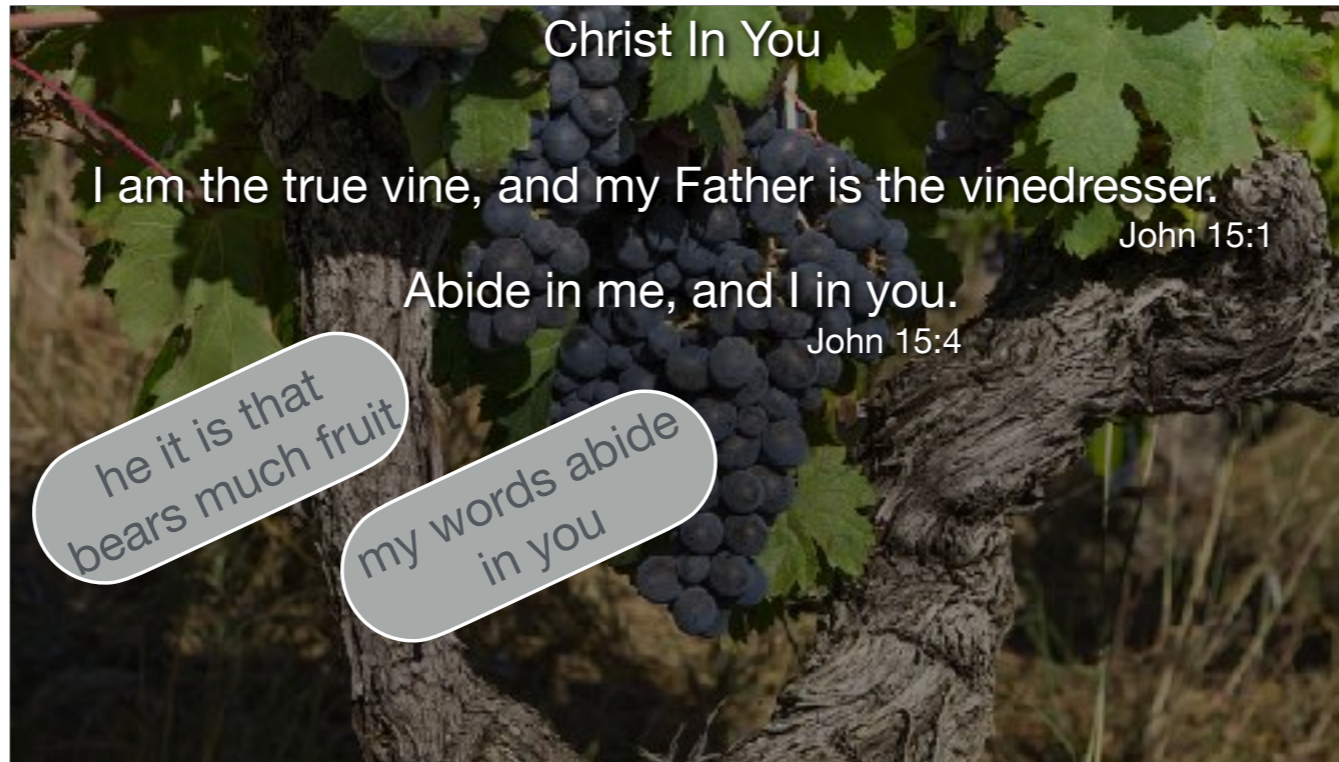 Christ In You
I am the true vine, and my Father is the vinedresser.
John 15:1
Abide in me, and I in you.
John 15:4
he it is that
bears much fruit
my words abide
in you